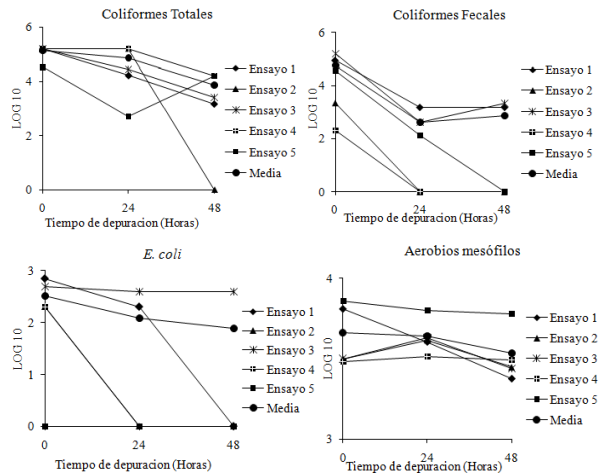 Coliformes Totales
6
4
2
0
LOG 10
0 24 48
Tiempo de depuracion (Horas)
Ensayo 1
Ensayo 2
Ensayo 3
Ensayo 4
Ensayo 5
Media
Coliformes Fecales
6
4
2
0
LOG 10
0 24 48
Tiempo de depuracion (Horas)
Ensayo 1
Ensayo 2
Ensayo 3
Ensayo 4
Ensayo 5
Media
E. coli
3
2
1
0
LOG 10
0 24 48
Tiempo de depuracion (Horas)
Ensayo 1
Ensayo 2
Ensayo 3
Ensayo 4
Ensayo 5
Media
Aerobios mesófilos
4
3
LOG 10
0 24 48
Tiempo de depuracion (Horas)
Ensayo 1
Ensayo 2
Ensayo 3
Ensayo 4
Ensayo 5
Media